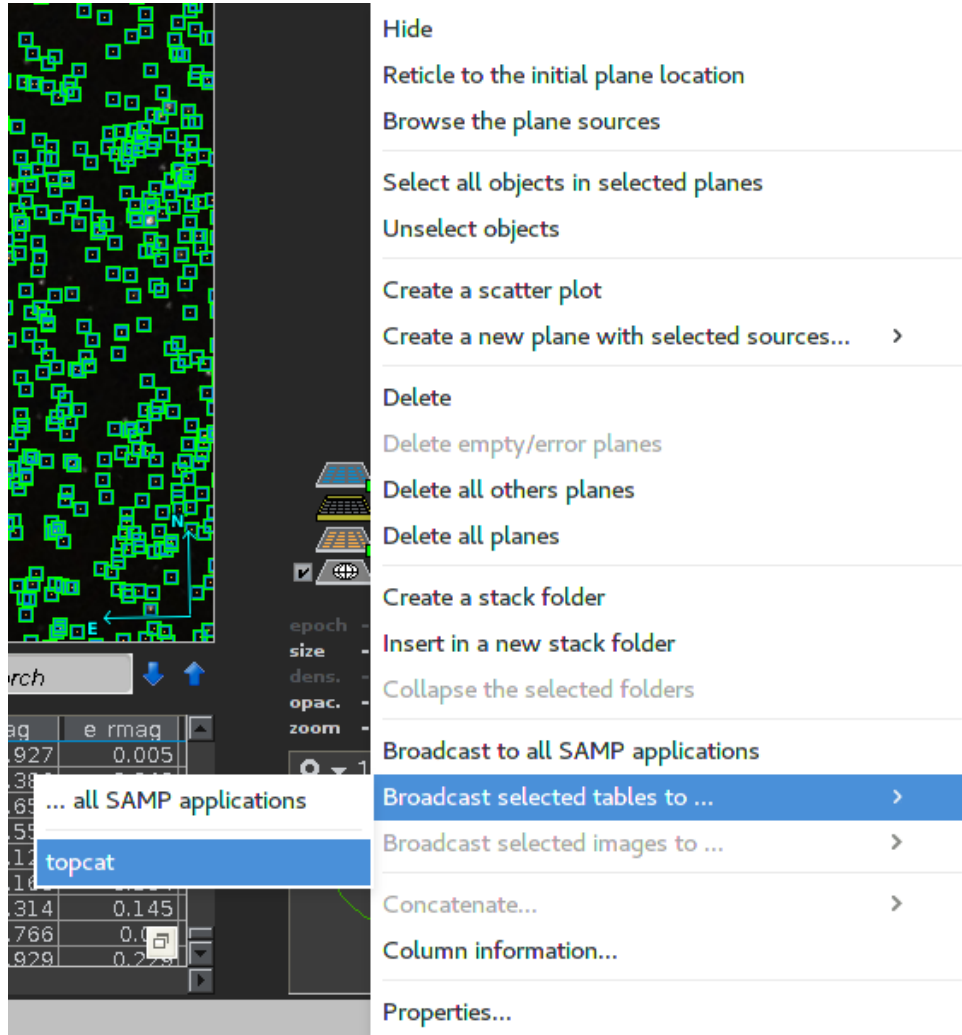 Hide
Reticle to the initial plane location
Browse the plane sources
Select all objects in selected planes
Unselect objects
Create a scatter plot
Create a new plane with selected sources...
Delete
Delete empty/error planes
Delete all others planes
Delete all planes
Create a stack folder
Insert in a new stack folder
Collapse the selected folders
Broadcast to all SAMP applications
Broadcast selected tables to ...
Broadcast selected images to ...
Concatenate...
Column information...
Properties...
... all SAMP applications
topcat
N
E
epoch -
size -
dens. -
opac. -
zoom -
rch
ag e rmag
.927 0.005
.314 0.145
.766
.929 0.229